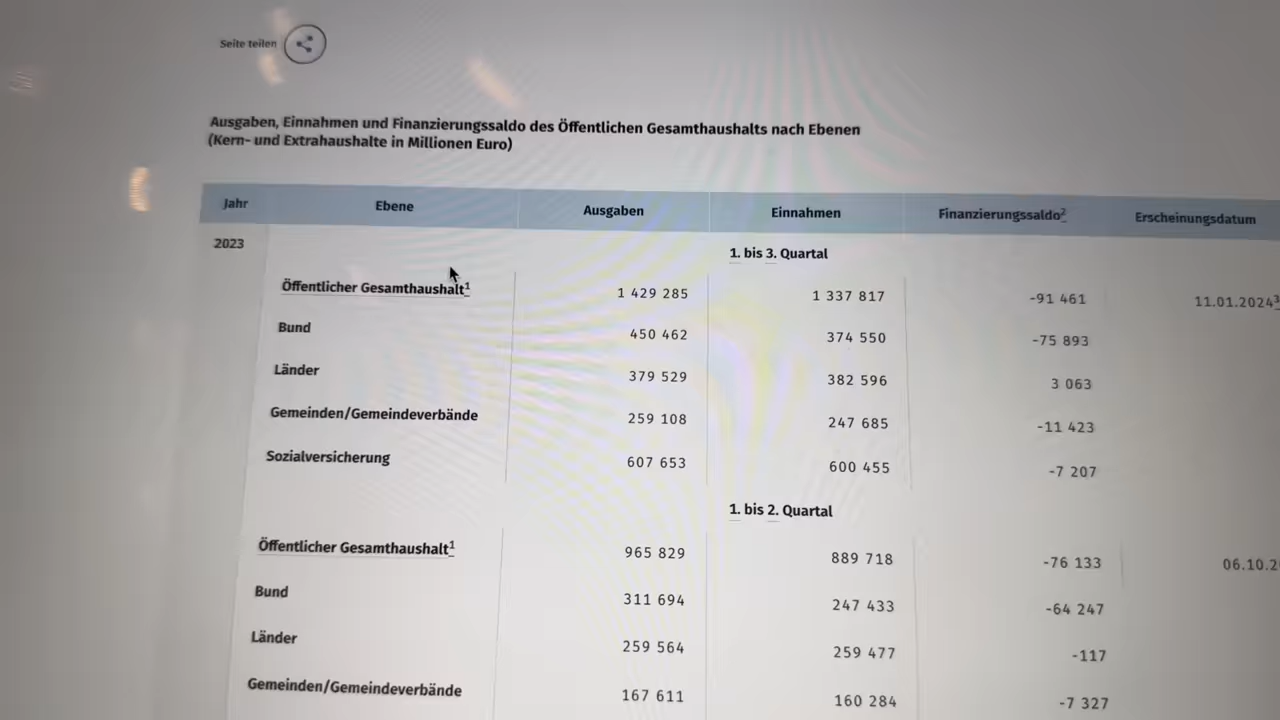 Seite teilen
Ausgaben, Einnahmen und Finanzierungssaldo des Öffentlichen Gesamthaushalts nach Ebenen
(Kern- und Extrahaushalte in Millionen Euro)
Jahr Ebene Ausgaben Einnahmen Finanzierungssaldo² Erscheinungsdatum
2023 1. bis 3. Quartal
Öffentlicher Gesamthaushalt¹ 1 429 285 1 337 817 -91 461 11.01.2024³
Bund 450 462 374 550 -75 893
Länder 379 529 382 596 3 063
Gemeinden/Gemeindeverbände 259 108 247 685 -11 423
Sozialversicherung 607 653 600 455 -7 207
1. bis 2. Quartal
Öffentlicher Gesamthaushalt¹ 965 829 889 718 -76 133 06.10.2
Bund 311 694 247 433 -64 247
Länder 259 564 259 477 -117
Gemeinden/Gemeindeverbände 167 611 160 284 -7 327